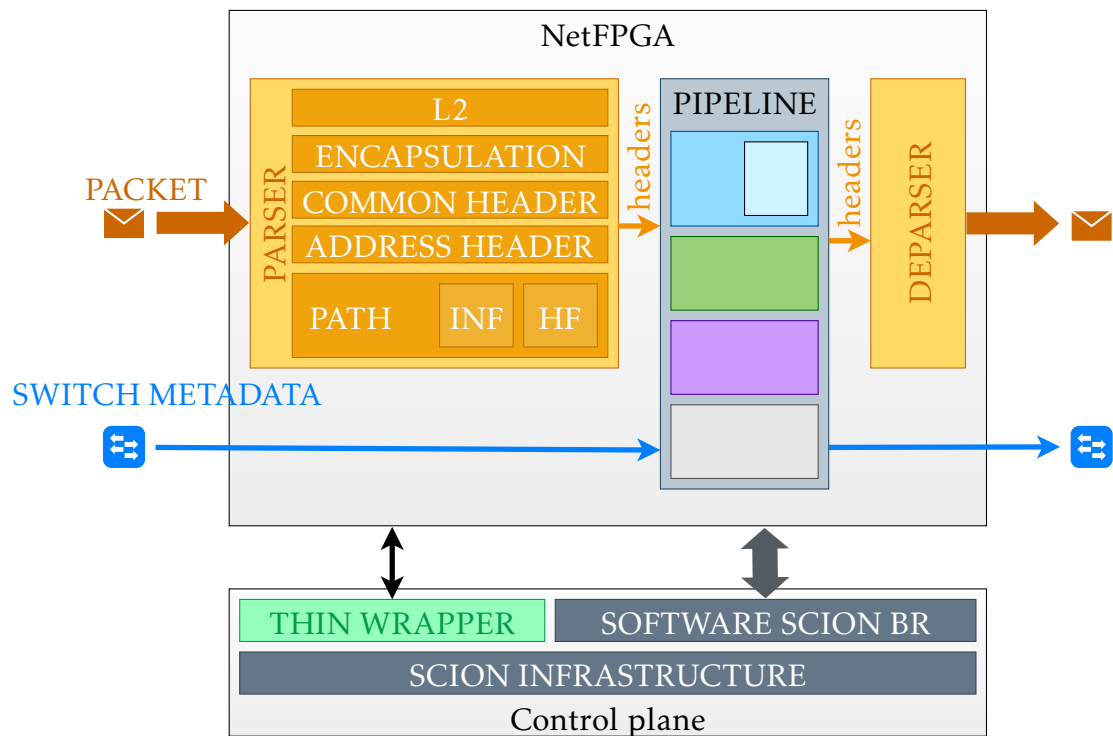 NetFPGA
PACKET
PARSER
L2
ENCAPSULATION
COMMON HEADER
ADDRESS HEADER
PATH
INF
HF
headers
PIPELINE
headers
DEPARSER
SWITCH METADATA
THIN WRAPPER
SOFTWARE SCION BR
SCION INFRASTRUCTURE
Control plane